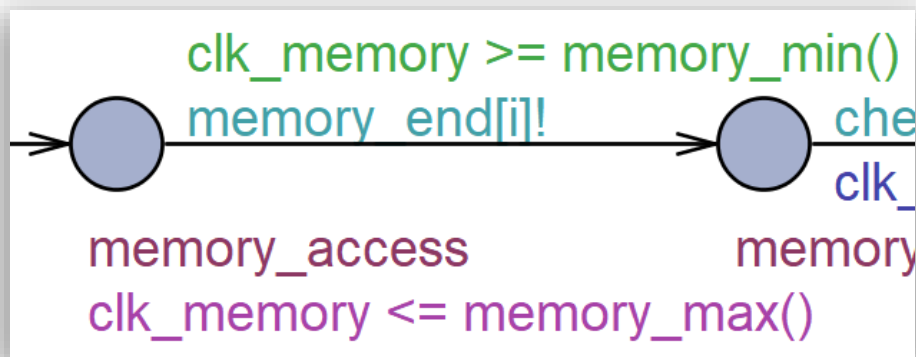 clk_memory >= memory_min()
memory_end[i]!
memory_access
clk_memory <= memory_max()